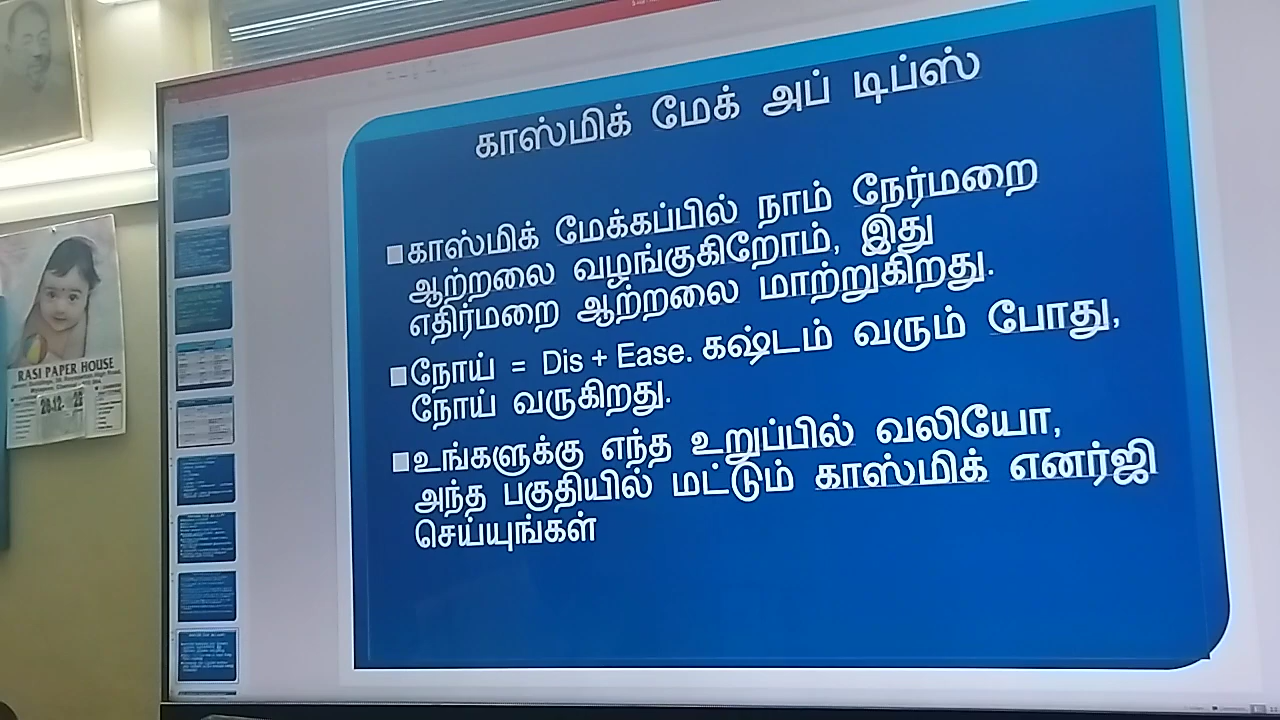 காஸ்மிக் மேக் அப் டிப்ஸ்
காஸ்மிக் மேக்கப்பில் நாம் நேர்மறை
ஆற்றலை வழங்குகிறோம், இது
எதிர்மறை ஆற்றலை மாற்றுகிறது.
நோய் = Dis + Ease. கஷ்டம் வரும் போது,
நோய் வருகிறது.
உங்களுக்கு எந்த உறுப்பில் வலியோ,
அந்த பகுதியில் மட்டும் காஸ்மிக் எனர்ஜி
செய்யுங்கள்
RASI PAPER HOUSE